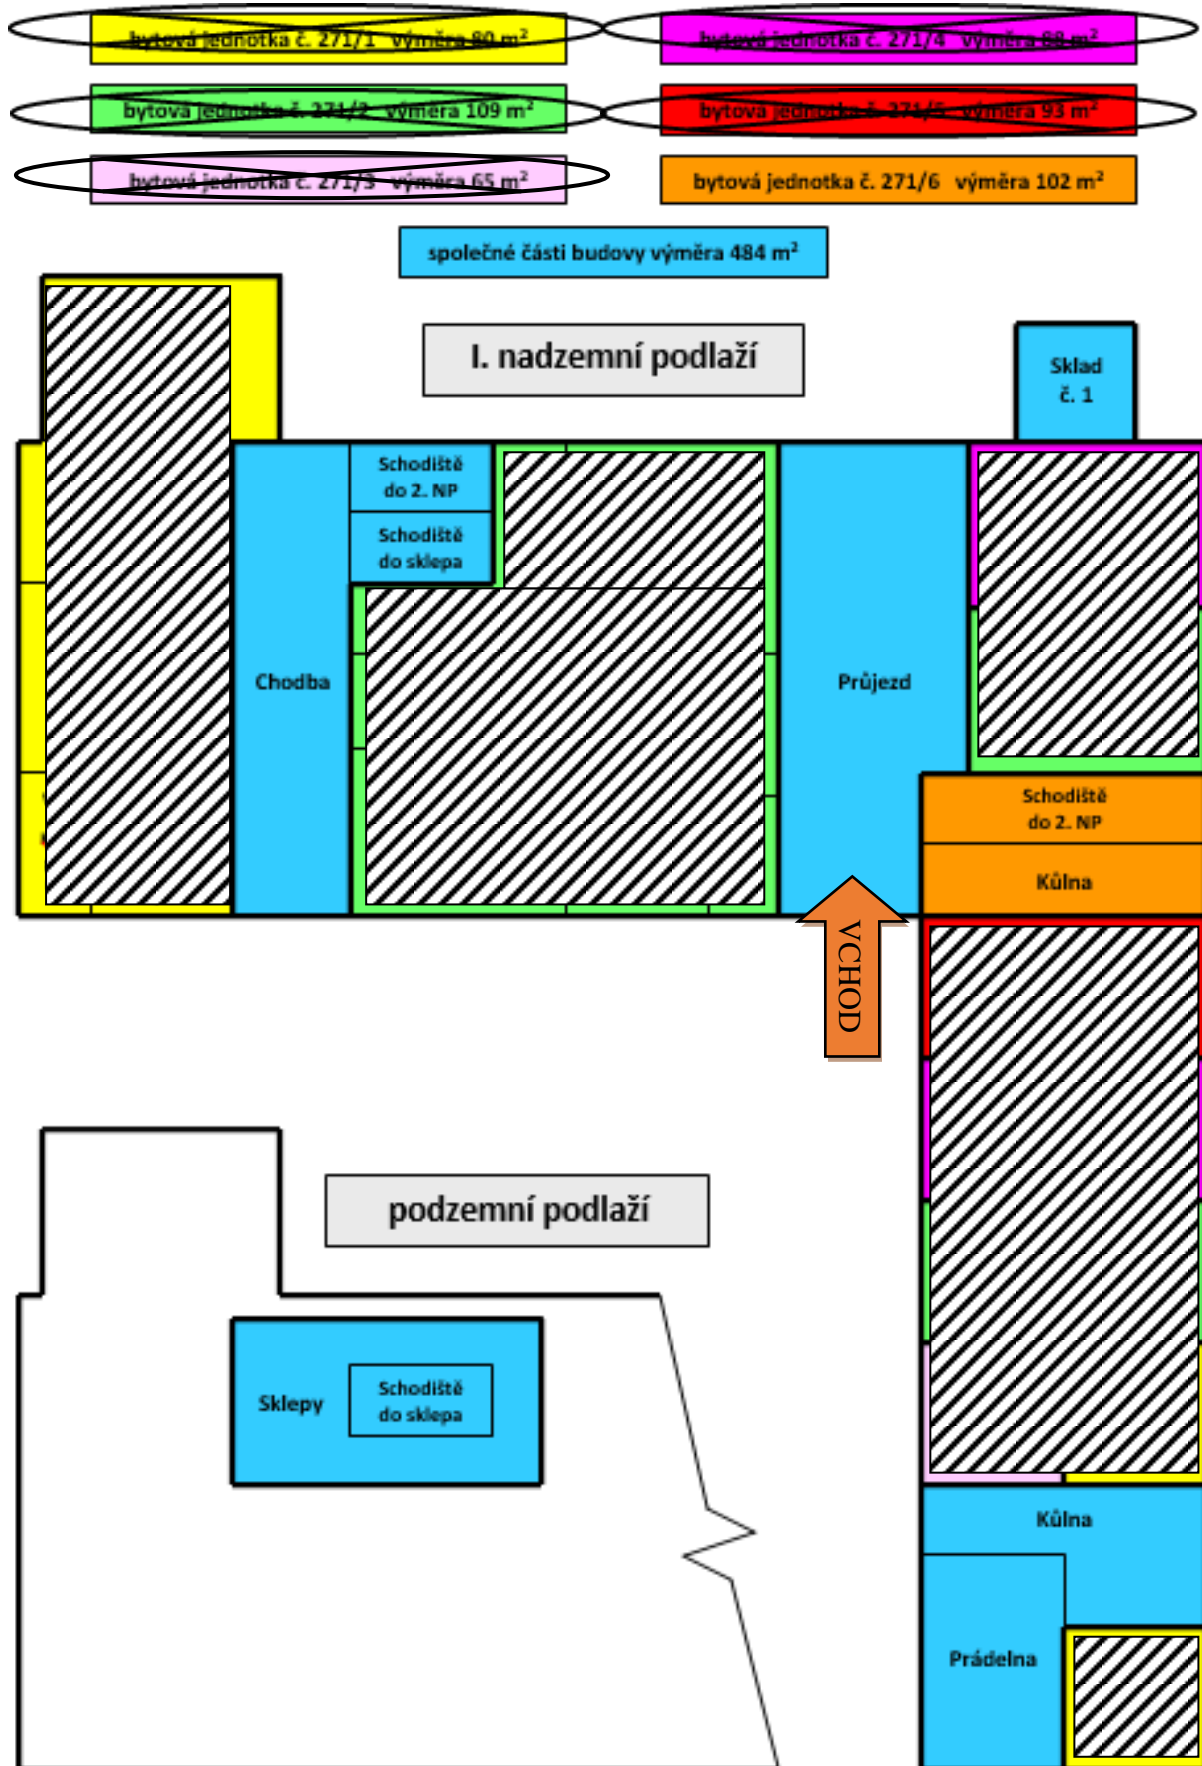 bytová jednotka č. 271/1 výměra 80 m²
bytová jednotka č. 271/4 výměra 88 m²
bytová jednotka č. 271/2 výměra 109 m²
bytová jednotka č. 271/5 výměra 93 m²
bytová jednotka č. 271/3 výměra 65 m²
bytová jednotka č. 271/6 výměra 102 m²
společné části budovy výměra 484 m²
I. nadzemní podlaží
Sklad
č. 1
Schodiště
do 2. NP
Schodiště
do sklepa
Chodba
Průjezd
Schodiště
do 2. NP
Kůlna
VCHOD
podzemní podlaží
Sklepy
Schodiště
do sklepa
Kůlna
Prádelna